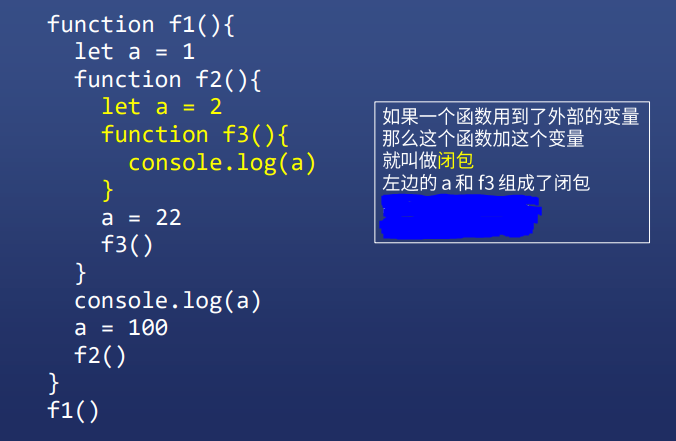 function f1(){
let a = 1
function f2(){
let a = 2
function f3(){
console.log(a)
}
a = 22
f3()
}
console.log(a)
a = 100
f2()
}
f1()
如果一个函数用到了外部的变量
那么这个函数加这个变量
就叫做闭包
左边的 a 和 f3 组成了闭包